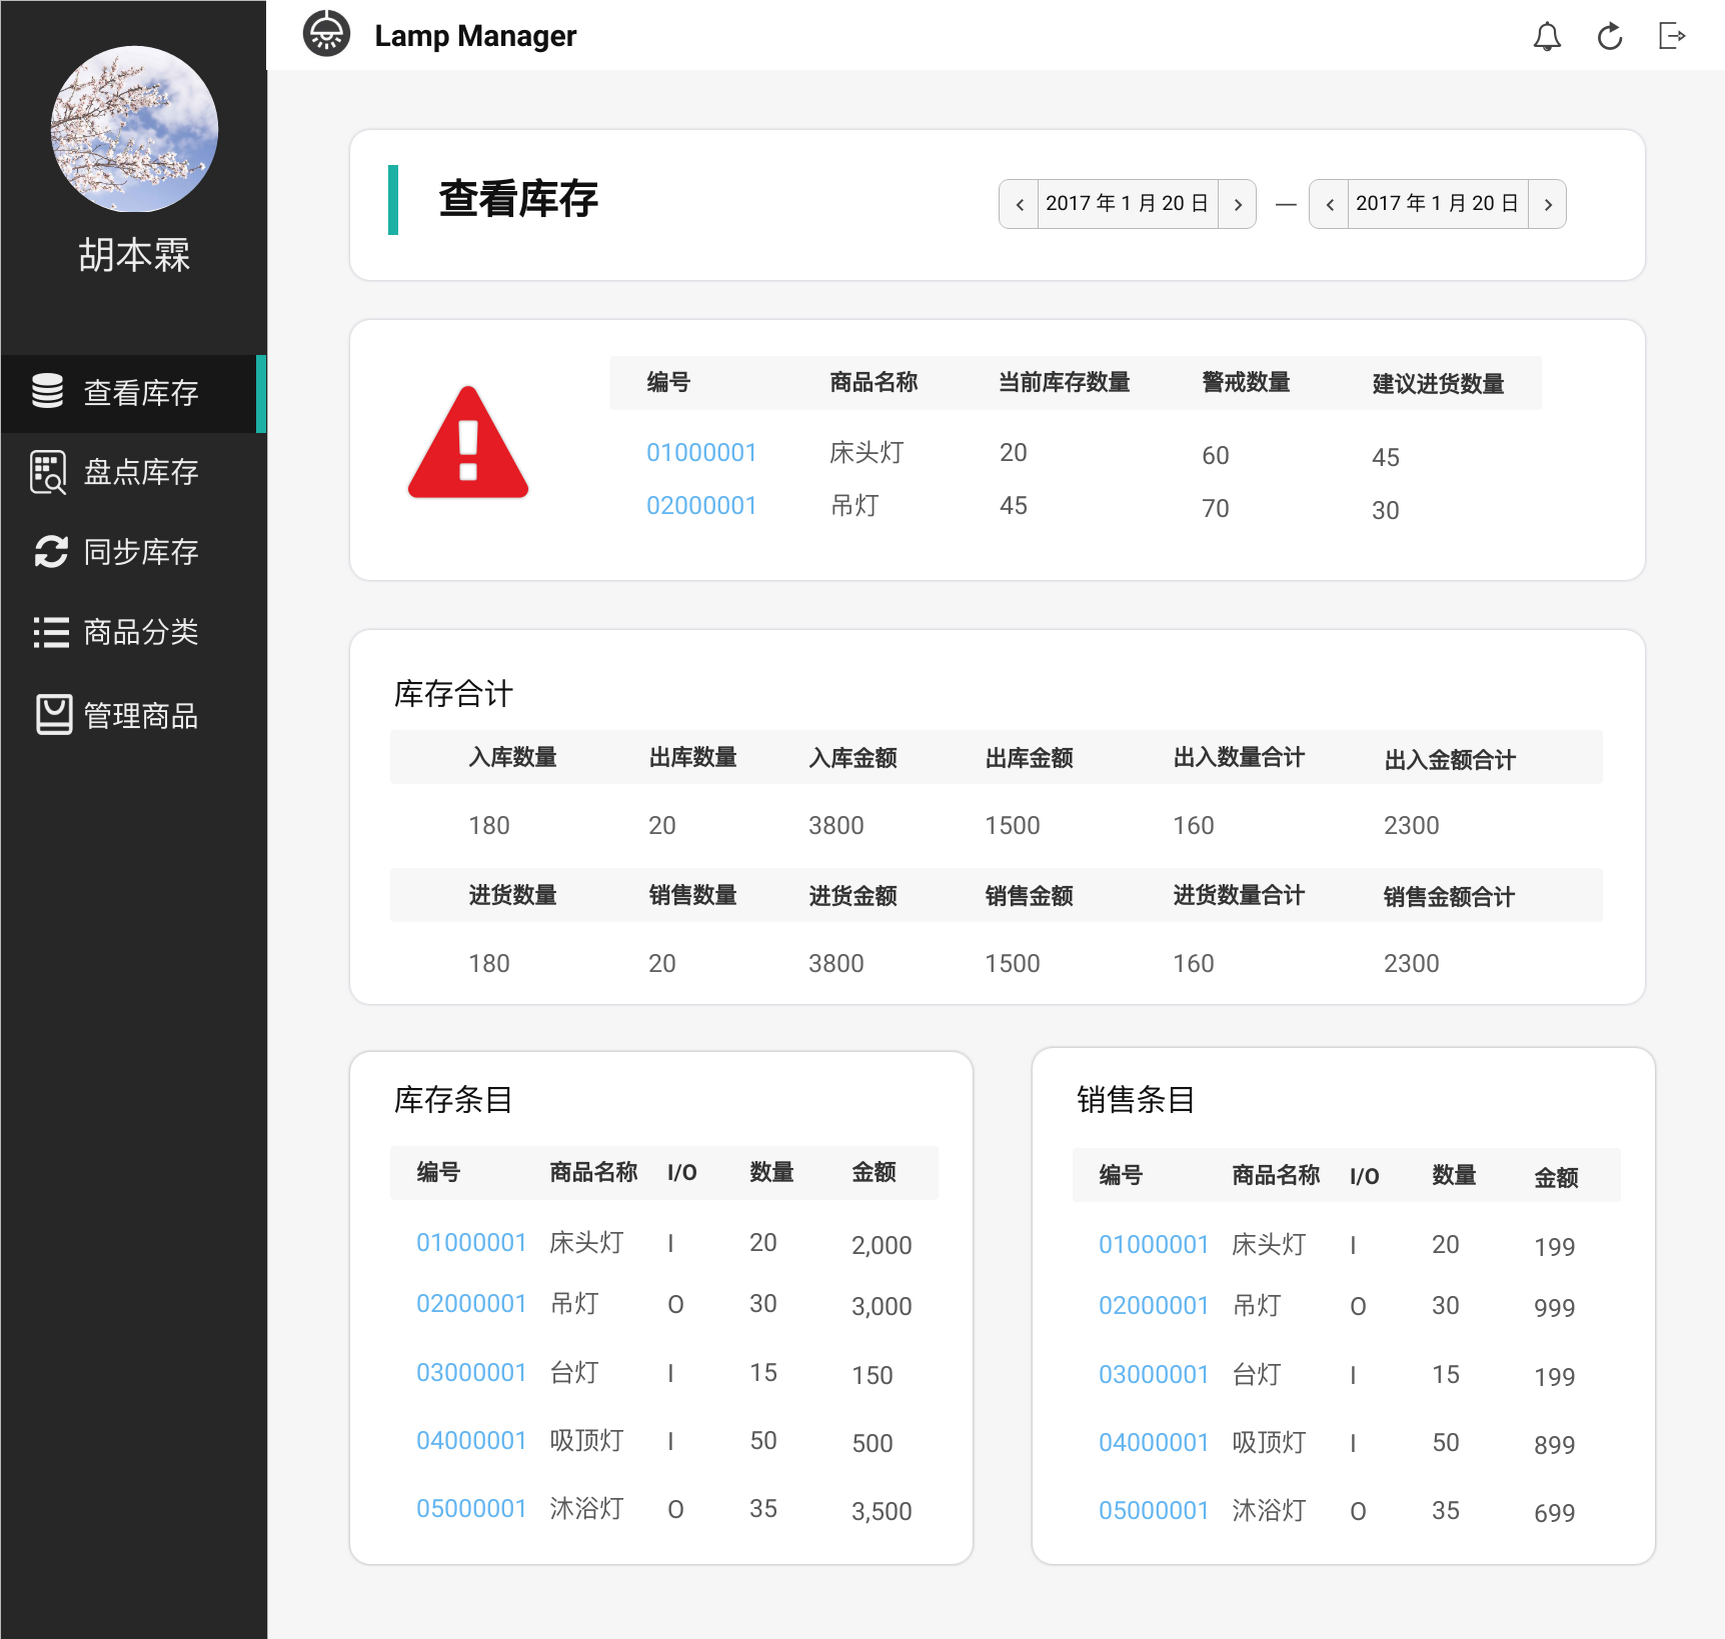 Lamp Manager
胡本霖
查看库存
盘点库存
同步库存
商品分类
管理商品
查看库存
2017 年 1 月 20 日 — 2017 年 1 月 20 日
编号 商品名称 当前库存数量 警戒数量 建议进货数量
01000001 床头灯 20 60 45
02000001 吊灯 45 70 30
库存合计
入库数量 出库数量 入库金额 出库金额 出入数量合计 出入金额合计
180 20 3800 1500 160 2300
进货数量 销售数量 进货金额 销售金额 进货数量合计 销售金额合计
180 20 3800 1500 160 2300
库存条目
编号 商品名称 I/O 数量 金额
01000001 床头灯 I 20 2,000
02000001 吊灯 O 30 3,000
03000001 台灯 I 15 150
04000001 吸顶灯 I 50 500
05000001 沐浴灯 O 35 3,500
销售条目
编号 商品名称 I/O 数量 金额
01000001 床头灯 I 20 199
02000001 吊灯 O 30 999
03000001 台灯 I 15 199
04000001 吸顶灯 I 50 899
05000001 沐浴灯 O 35 699